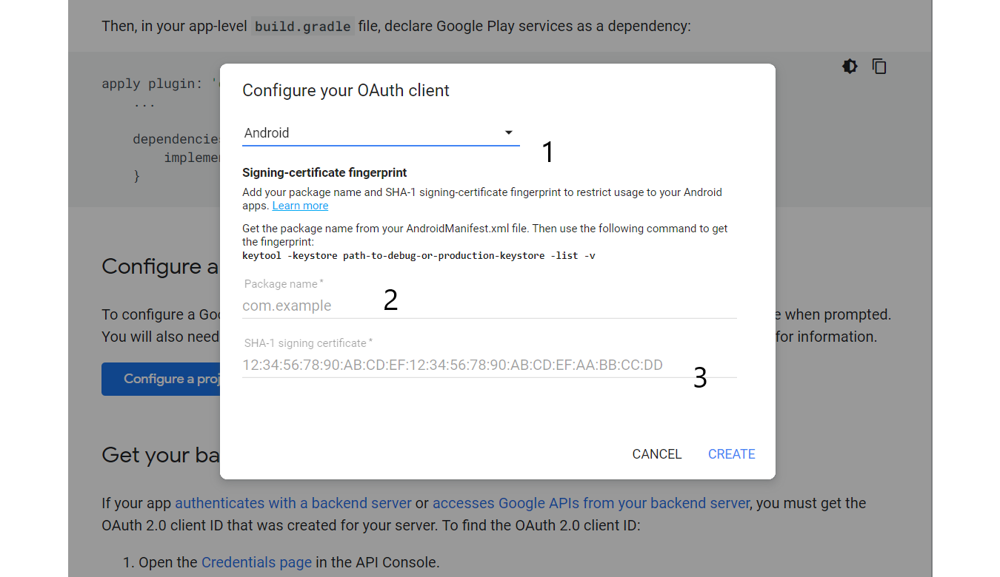 Then, in your app-level build.gradle file, declare Google Play services as a dependency:
apply plugin: '
...
dependencies
implemen
}
Configure your OAuth client
Android
1
Signing-certificate fingerprint
Add your package name and SHA-1 signing-certificate fingerprint to restrict usage to your Android
apps. Learn more
Get the package name from your AndroidManifest.xml file. Then use the following command to get
the fingerprint:
keytool -keystore path-to-debug-or-production-keystore -list -v
Package name *
com.example
2
SHA-1 signing certificate *
12:34:56:78:90:AB:CD:EF:12:34:56:78:90:AB:CD:EF:AA:BB:CC:DD
3
CANCEL CREATE
Configure a
To configure a Goo e when prompted.
You will also need for information.
Configure a proj
Get your ba
If your app authenticates with a backend server or accesses Google APIs from your backend server, you must get the
OAuth 2.0 client ID that was created for your server. To find the OAuth 2.0 client ID:
1. Open the Credentials page in the API Console.